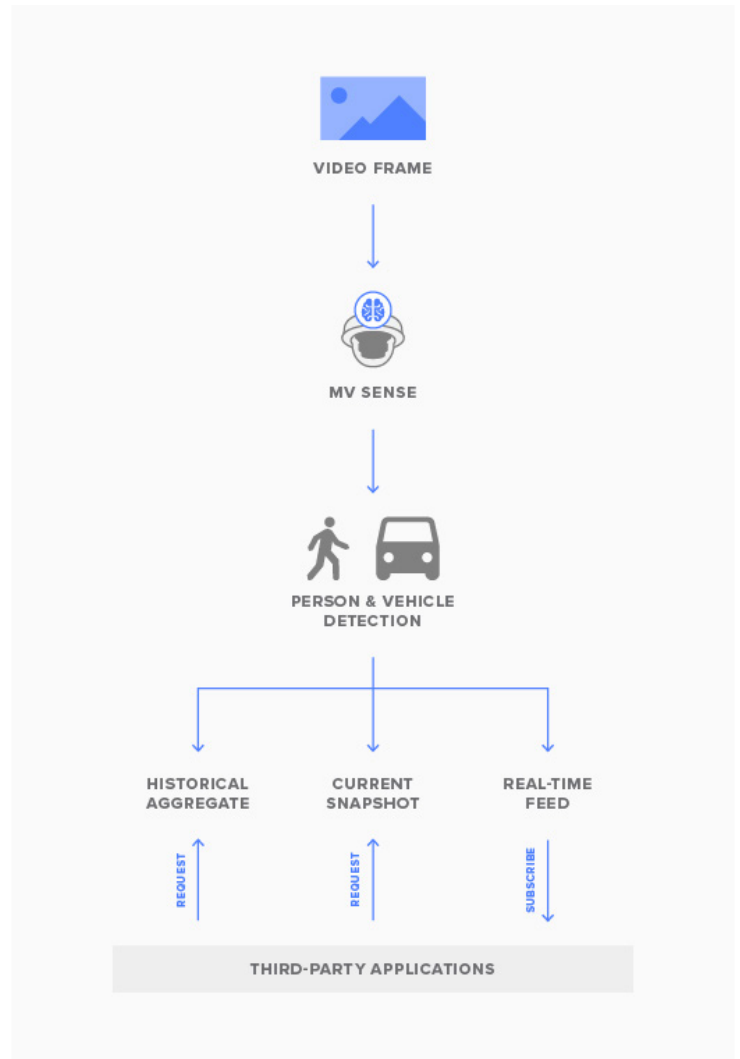 VIDEO FRAME
MV SENSE
PERSON & VEHICLE
DETECTION
HISTORICAL
AGGREGATE
CURRENT
SNAPSHOT
REAL-TIME
FEED
REQUEST
REQUEST
SUBSCRIBE
THIRD-PARTY APPLICATIONS